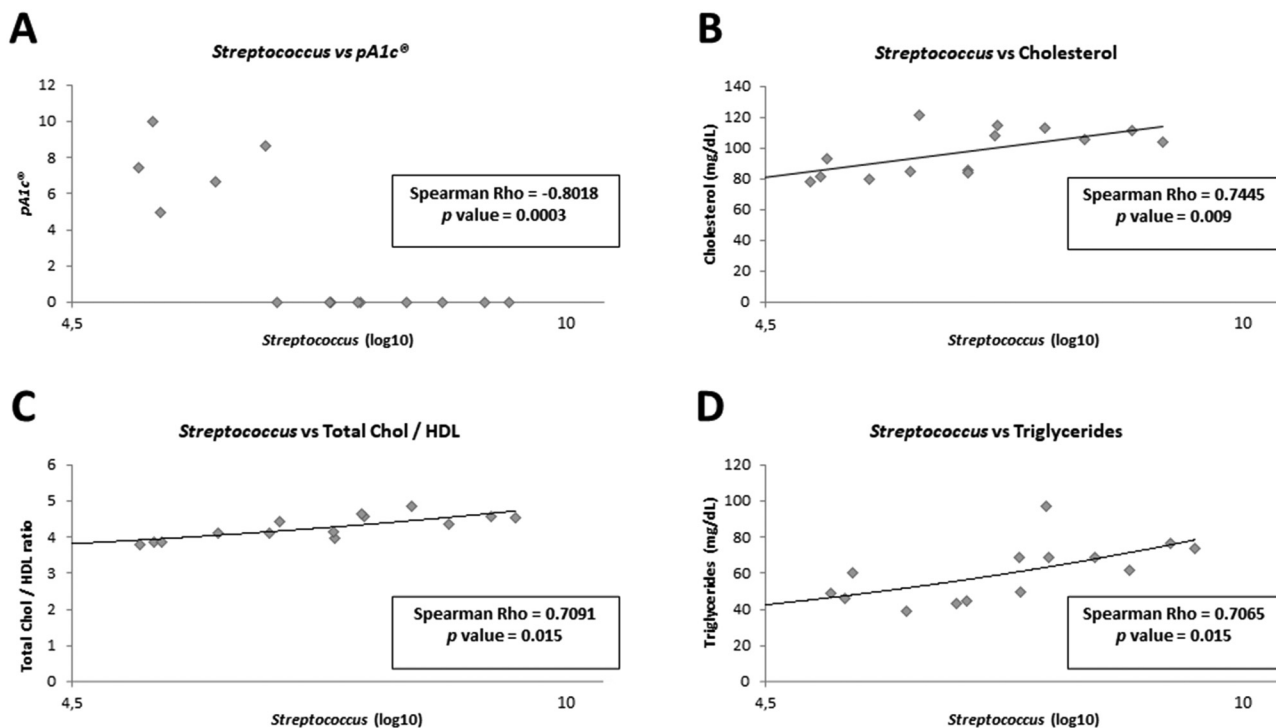 A
Streptococcus vs pA1c®
12
10
8
6
4
2
0
pA1c®
Spearman Rho = -0.8018
p value = 0.0003
4,5
10
Streptococcus (log10)
B
Streptococcus vs Cholesterol
140
120
100
80
60
40
20
0
Cholesterol (mg/dL)
Spearman Rho = 0.7445
p value = 0.009
4,5
10
Streptococcus (log10)
C
Streptococcus vs Total Chol / HDL
6
5
4
3
2
1
0
Total Chol / HDL ratio
Spearman Rho = 0.7091
p value = 0.015
4,5
10
Streptococcus (log10)
D
Streptococcus vs Triglycerides
120
100
80
60
40
20
0
Triglycerides (mg/dL)
Spearman Rho = 0.7065
p value = 0.015
4,5
10
Streptococcus (log10)